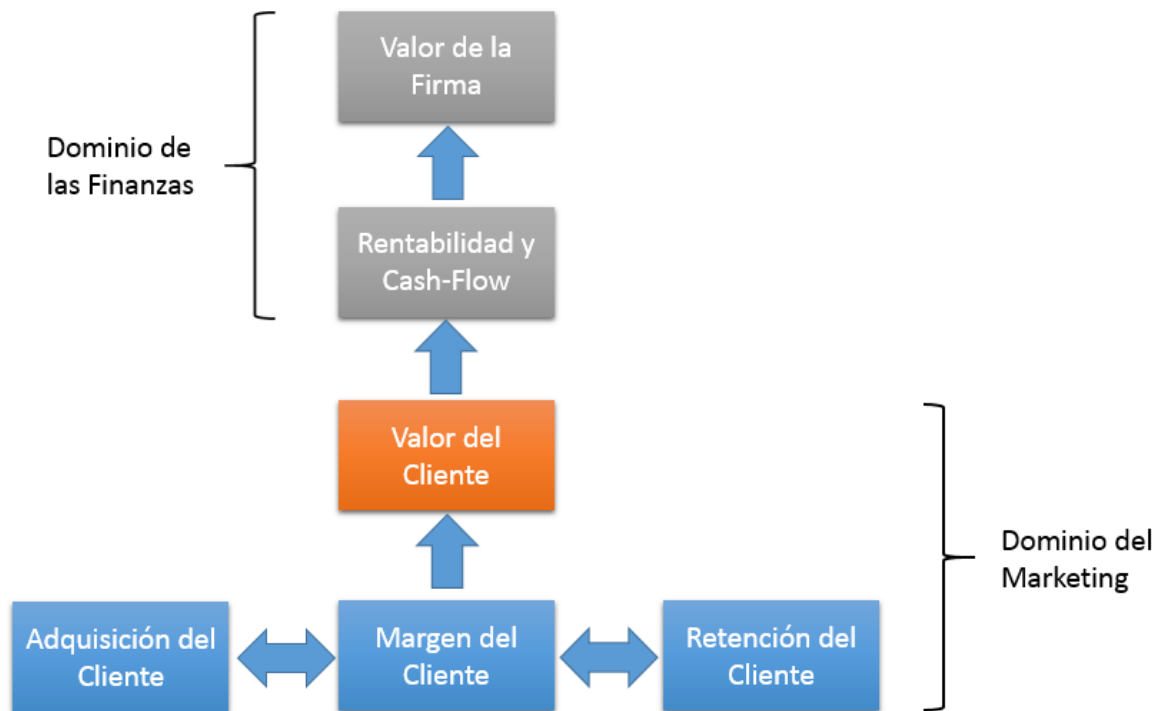 Valor de la
Firma
Dominio de
las Finanzas
Rentabilidad y
Cash-Flow
Valor del
Cliente
Dominio del
Marketing
Adquisición del
Cliente
Margen del
Cliente
Retención del
Cliente